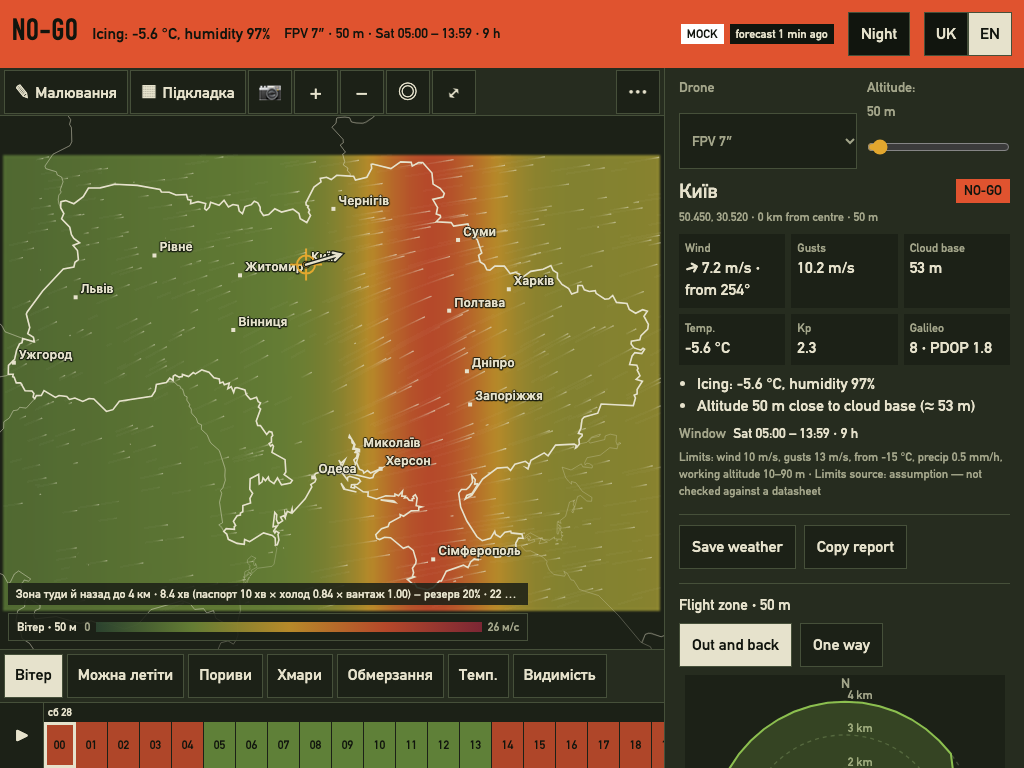 NO-GO
Icing: -5.6 °C, humidity 97%
FPV 7″ · 50 m · Sat 05:00 – 13:59 · 9 h
MOCK
forecast 1 min ago
Night
UK
EN
✎ Малювання
▦ Підкладка
+
−
◎
⤢
•••
Drone
FPV 7″
Altitude:
50 m
Чернігів
Суми
Київ
Рівне
Житомир
Харків
Львів
Полтава
Вінниця
Ужгород
Дніпро
Запоріжжя
Миколаїв
Херсон
Одеса
Сімферополь
Зона туди й назад до 4 км · 8.4 хв (паспорт 10 хв × холод 0.84 × вантаж 1.00) – резерв 20% · 22 …
Вітер · 50 м 0
26 м/с
Вітер
Можна летіти
Пориви
Хмари
Обмерзання
Темп.
Видимість
сб 28
00 01 02 03 04 05 06 07 08 09 10 11 12 13 14 15 16 17 18
Київ
NO-GO
50.450, 30.520 · 0 km from centre · 50 m
Wind
7.2 m/s ·
from 254°
Gusts
10.2 m/s
Cloud base
53 m
Temp.
-5.6 °C
Kp
2.3
Galileo
8 · PDOP 1.8
• Icing: -5.6 °C, humidity 97%
• Altitude 50 m close to cloud base (≈ 53 m)
Window Sat 05:00 – 13:59 · 9 h
Limits: wind 10 m/s, gusts 13 m/s, from -15 °C, precip 0.5 mm/h,
working altitude 10–90 m · Limits source: assumption — not
checked against a datasheet
Save weather
Copy report
Flight zone · 50 m
Out and back
One way
N
4 km
3 km
2 km